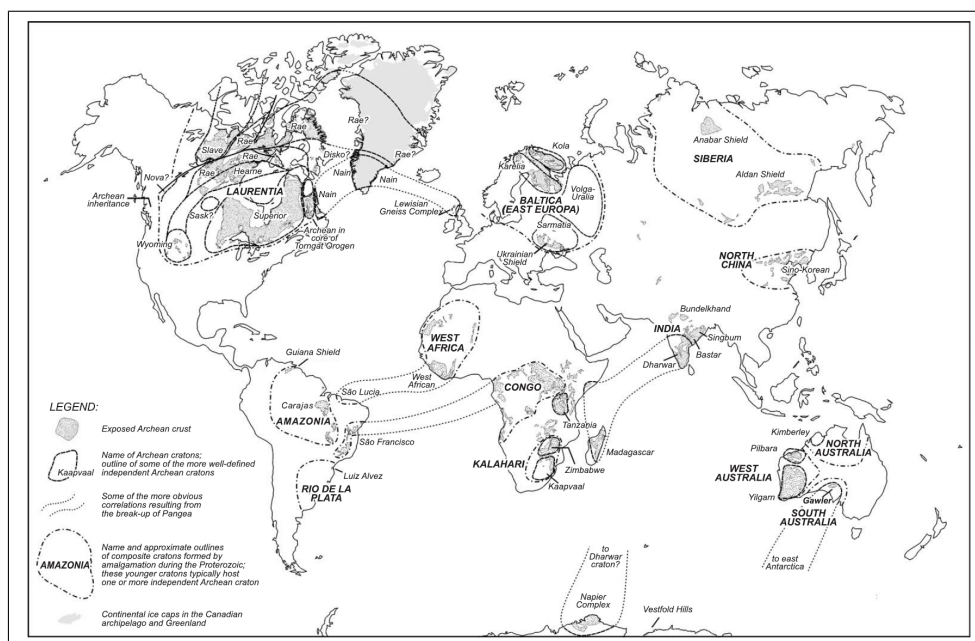 Rae?
Rae
Rae
Slave
Rae
Rae
Hearne
Disko?
Rae?
Nain
Nain
Nova?
LAURENTIA
Nain
Archean
inheritance
Sask?
Superior
Wyoming
Archean in
core of
Torngat Orogen
Lewisian
Gneiss Complex
Kola
Karelia
Volga-
Uralia
BALTICA
(EAST EUROPA)
Sarmatia
Ukrainian
Shield
Anabar Shield
SIBERIA
Aldan Shield
NORTH
CHINA
Sino-Korean
Bundelkhand
INDIA
Singbum
Bastar
Dharwar
WEST
AFRICA
West
African
Guiana Shield
São Lucia
Carajas
AMAZONIA
São Francisco
Luiz Alvez
RIO DE LA
PLATA
CONGO
Tanzania
Madagascar
KALAHARI
Zimbabwe
Kaapvaal
Kimberley
Pilbara
NORTH
AUSTRALIA
WEST
AUSTRALIA
Yilgarn
Gawler
SOUTH
AUSTRALIA
to east
Antarctica
to
Dharwar
craton?
Napier
Complex
Vestfold Hills
LEGEND:
Exposed Archean crust
Kaapvaal
Name of Archean cratons;
outline of some of the more well-defined
independent Archean cratons
Some of the more obvious
correlations resulting from
the break-up of Pangea
AMAZONIA
Name and approximate outlines
of composite cratons formed by
amalgamation during the Proterozoic;
these younger cratons typically host
one or more independent Archean craton
Continental ice caps in the Canadian
archipelago and Greenland